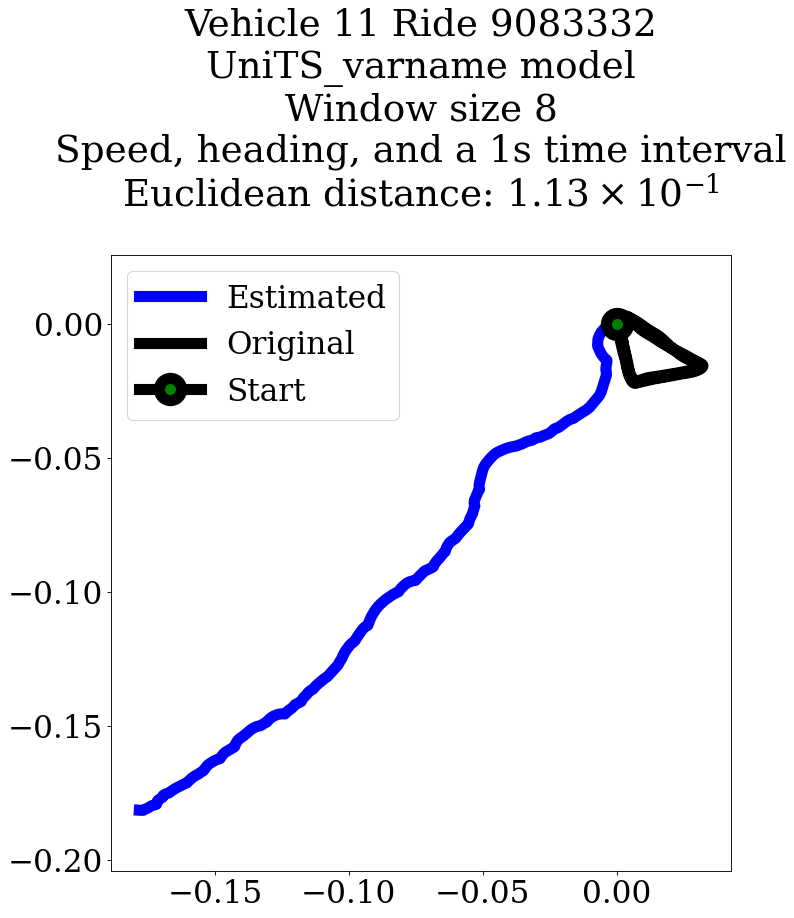 Vehicle 11 Ride 9083332
UniTS_varname model
Window size 8
Speed, heading, and a 1s time interval
Euclidean distance: 1.13 × 10⁻¹
Estimated
Original
Start
0.00
−0.05
−0.10
−0.15
−0.20
−0.15 −0.10 −0.05 0.00